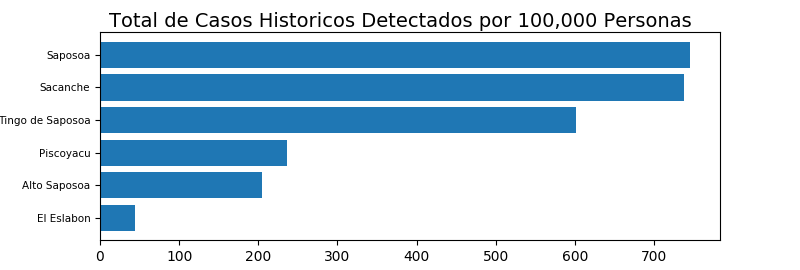 Total de Casos Historicos Detectados por 100,000 Personas
Saposoa
Sacanche
Tingo de Saposoa
Piscoyacu
Alto Saposoa
El Eslabon
0 100 200 300 400 500 600 700